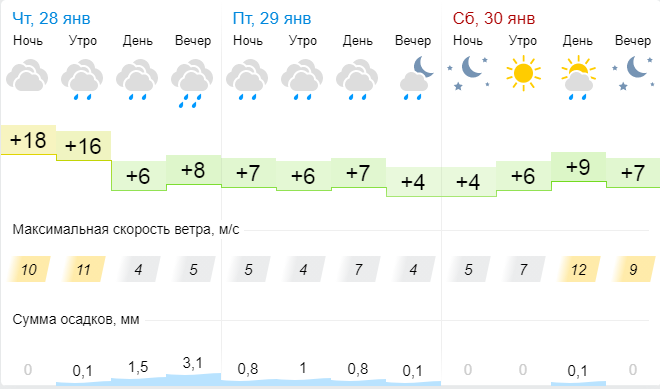 Чт, 28 янв Пт, 29 янв Сб, 30 янв
Ночь Утро День Вечер Ночь Утро День Вечер Ночь Утро День Вечер
+18 +16 +6 +8 +7 +6 +7 +4 +4 +6 +9 +7
Максимальная скорость ветра, м/с
10 11 4 5 5 4 7 4 5 7 12 9
Сумма осадков, мм
0 0,1 1,5 3,1 0,8 1 0,8 0,1 0 0 0,1 0